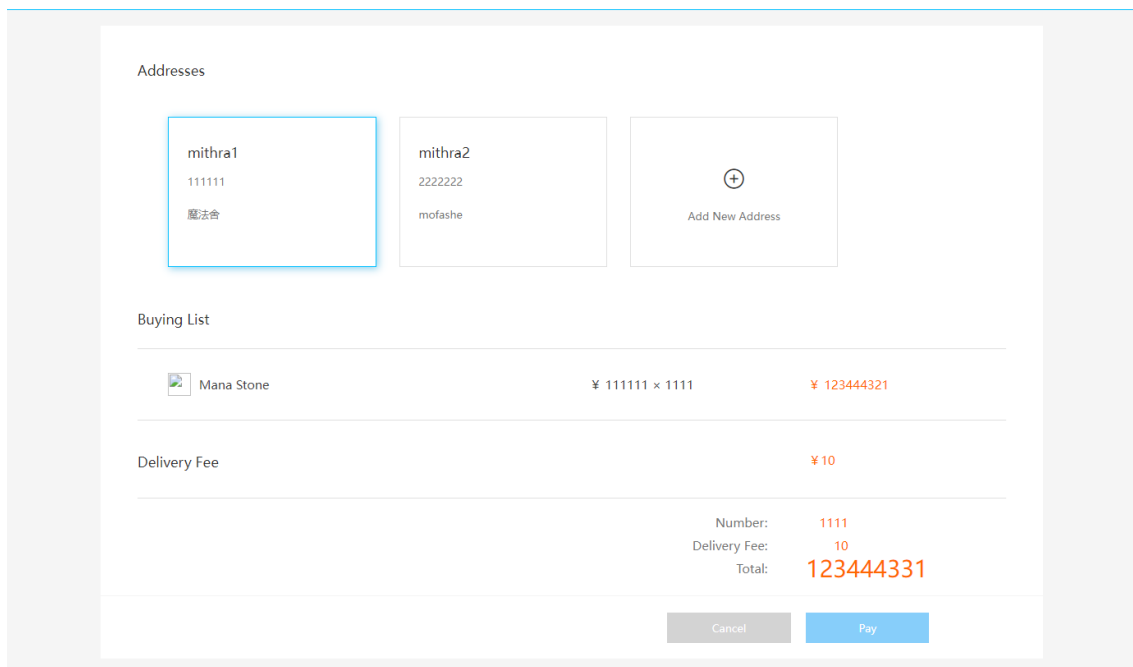 Addresses
mithra1
111111
魔法舍
mithra2
2222222
mofashe
Add New Address
Buying List
Mana Stone ¥ 111111 × 1111 ¥ 123444321
Delivery Fee ¥10
Number: 1111
Delivery Fee: 10
Total: 123444331
Cancel Pay